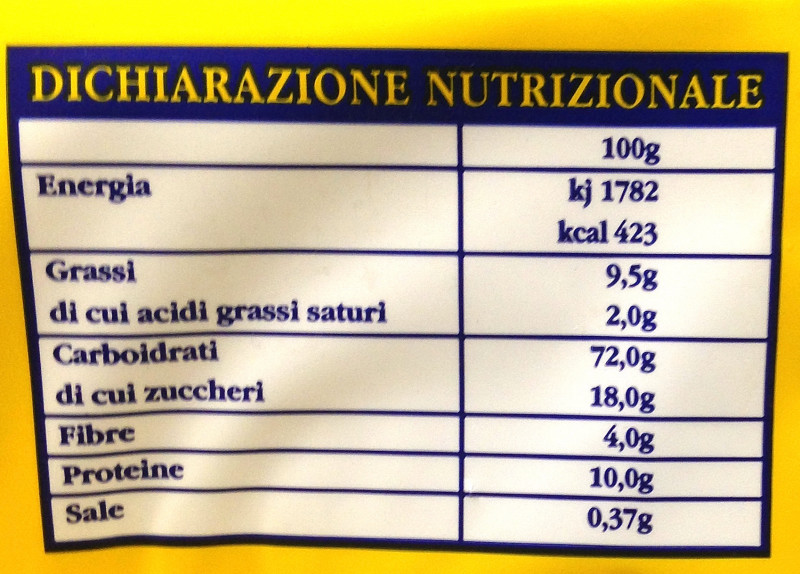 DICHIARAZIONE NUTRIZIONALE
100g
Energia kj 1782
kcal 423
Grassi 9,5g
di cui acidi grassi saturi 2,0g
Carboidrati 72,0g
di cui zuccheri 18,0g
Fibre 4,0g
Proteine 10,0g
Sale 0,37g